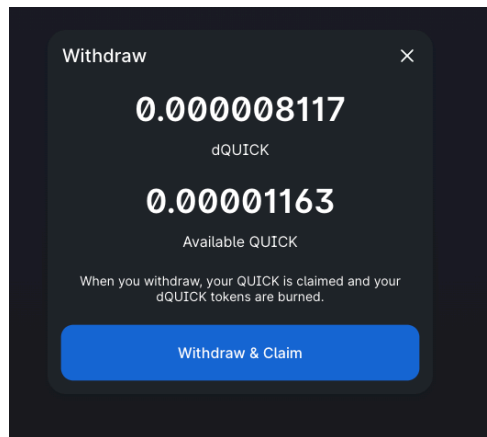 Withdraw
0.000008117
dQUICK
0.00001163
Available QUICK
When you withdraw, your QUICK is claimed and your
dQUICK tokens are burned.
Withdraw & Claim